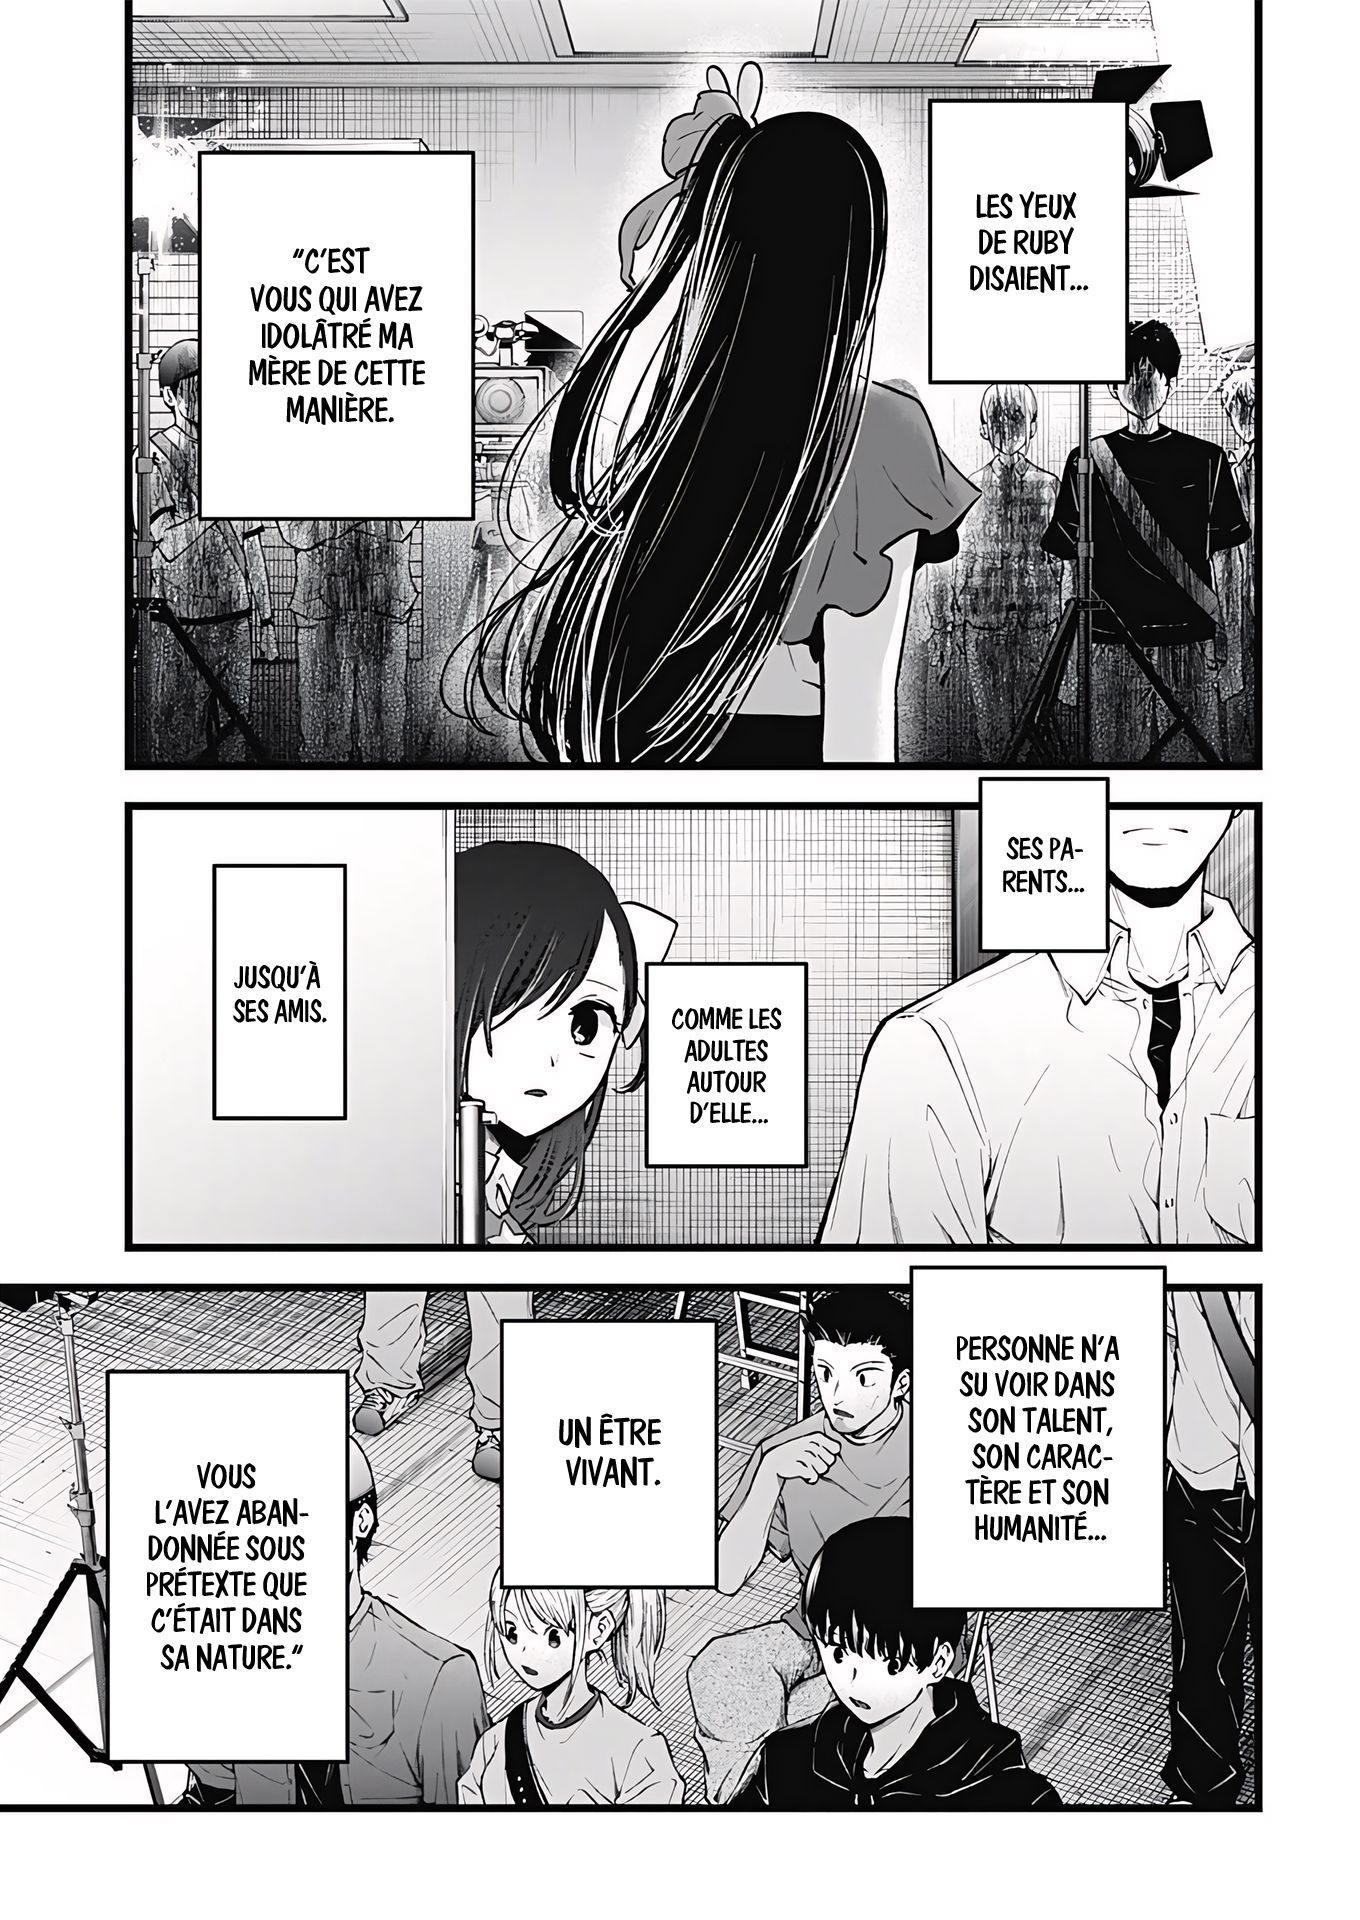 LES YEUX
DE RUBY
DISAIENT...
"C'EST
VOUS QUI AVEZ
IDOLÂTRÉ MA
MÈRE DE CETTE
MANIÈRE.
SES PA-
RENTS...
COMME LES
ADULTES
AUTOUR
D'ELLE...
JUSQU'À
SES AMIS.
PERSONNE N'A
SU VOIR DANS
SON TALENT,
SON CARAC-
TÈRE ET SON
HUMANITÉ...
UN ÊTRE
VIVANT.
VOUS
L'AVEZ ABAN-
DONNÉE SOUS
PRÉTEXTE QUE
C'ÉTAIT DANS
SA NATURE."